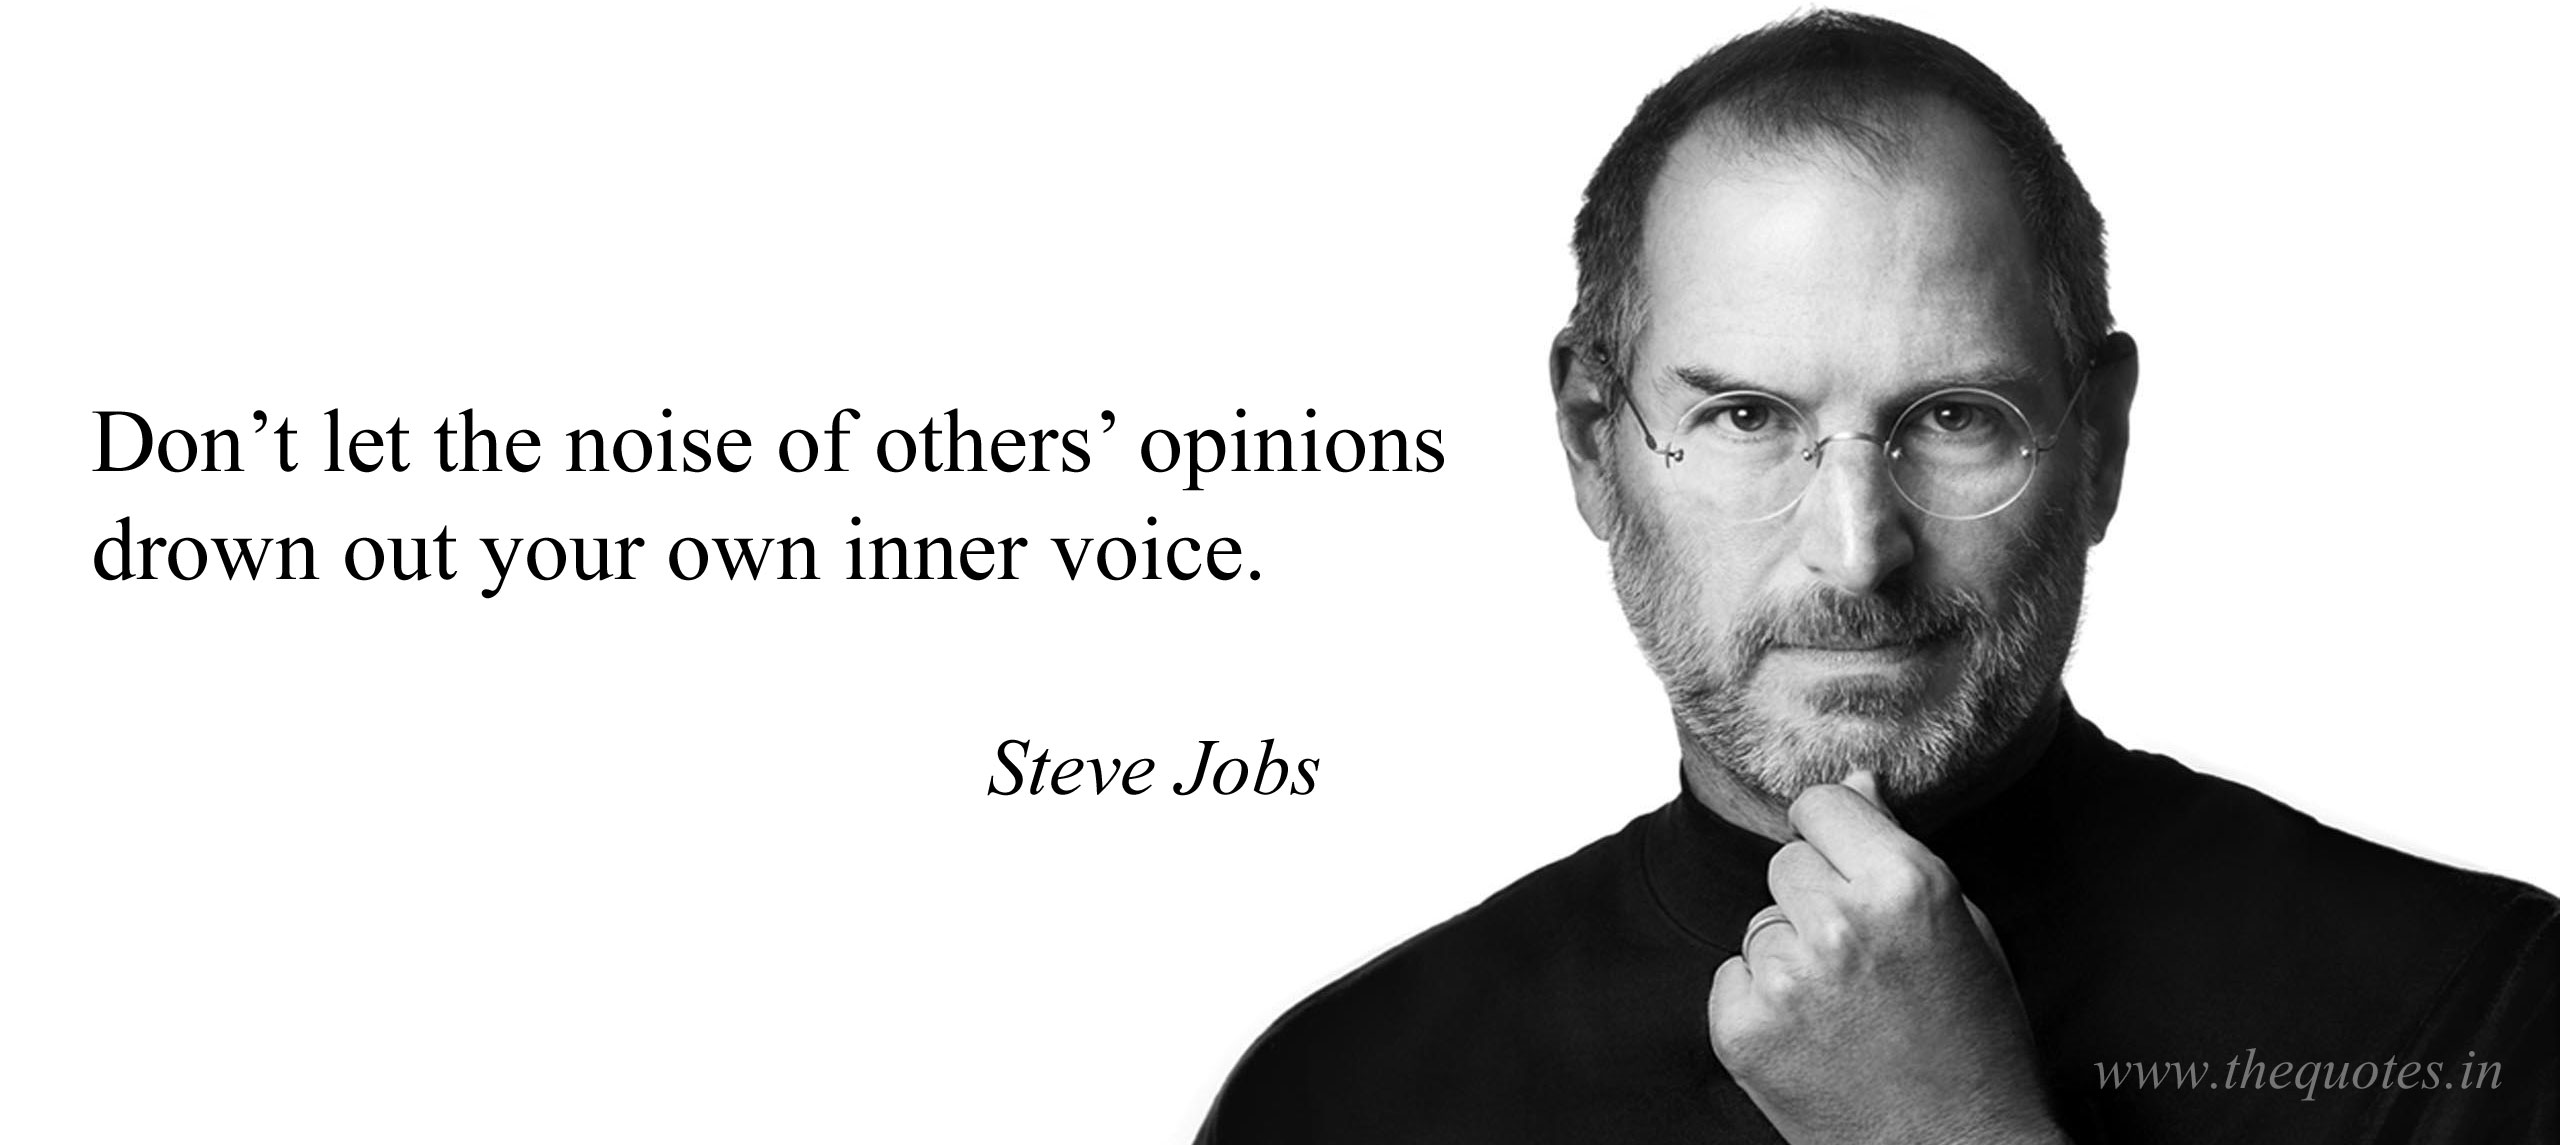 Don’t let the noise of others’ opinions
drown out your own inner voice.
Steve Jobs
www.thequotes.in